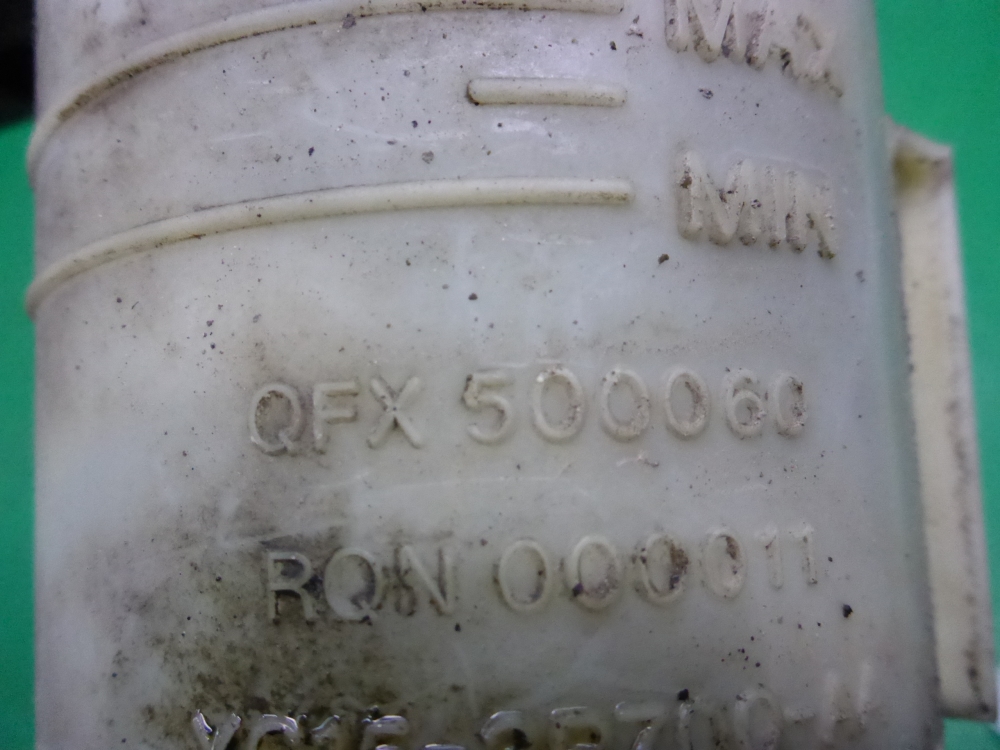 MAX
MIN
QFX 500060
RQN 000011